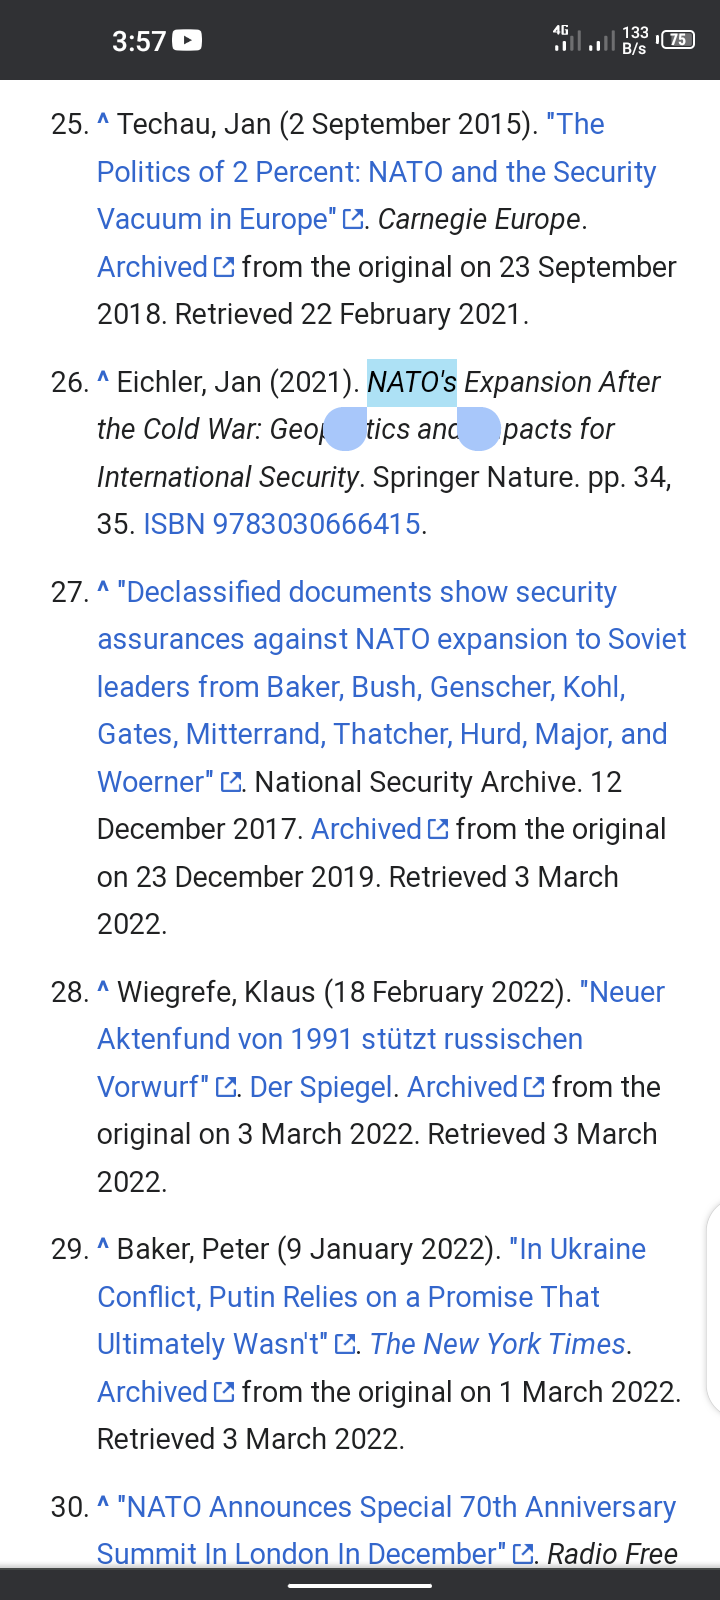 3:57 4G 133 B/s 75
25. ^ Techau, Jan (2 September 2015). "The
Politics of 2 Percent: NATO and the Security
Vacuum in Europe". Carnegie Europe.
Archived from the original on 23 September
2018. Retrieved 22 February 2021.
26. ^ Eichler, Jan (2021). NATO's Expansion After
the Cold War: and for
International Security. Springer Nature. pp. 34,
35. ISBN 9783030666415.
27. ^ "Declassified documents show security
assurances against NATO expansion to Soviet
leaders from Baker, Bush, Genscher, Kohl,
Gates, Mitterrand, Thatcher, Hurd, Major, and
Woerner". National Security Archive. 12
December 2017. Archived from the original
on 23 December 2019. Retrieved 3 March
2022.
28. ^ Wiegrefe, Klaus (18 February 2022). "Neuer
Aktenfund von 1991 stützt russischen
Vorwurf". Der Spiegel. Archived from the
original on 3 March 2022. Retrieved 3 March
2022.
29. ^ Baker, Peter (9 January 2022). "In Ukraine
Conflict, Putin Relies on a Promise That
Ultimately Wasn't". The New York Times.
Archived from the original on 1 March 2022.
Retrieved 3 March 2022.
30. ^ "NATO Announces Special 70th Anniversary
Summit In London In December". Radio Free